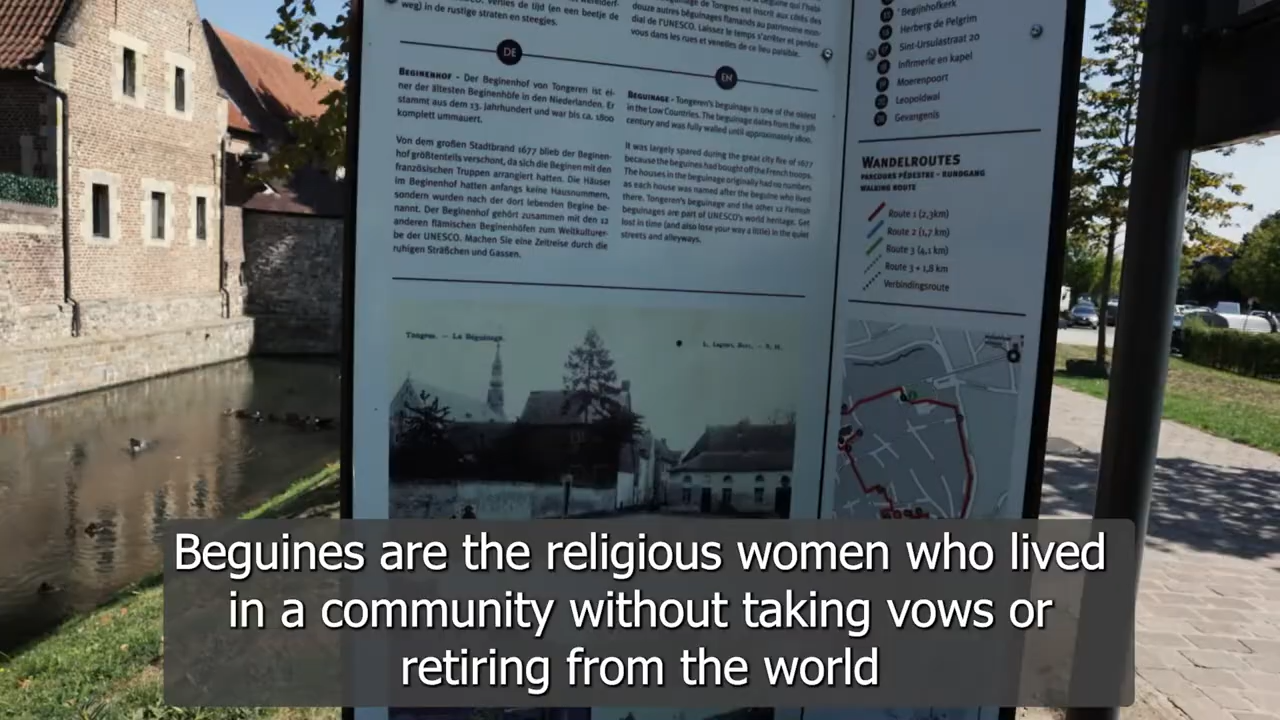 weg) in de rustige straten en steegjes.
douze autres béguinages flamands au patrimoine mon-
dial de l'UNESCO. Laissez le temps s'arrêter et perdez
vous dans les rues et venelles de ce lieu paisible.
DE
EN
BEGINENHOF - Der Beginenhof von Tongeren ist ei-
ner der ältesten Beginenhöfe in den Niederlanden. Er
stammt aus dem 13. Jahrhundert und war bis ca. 1800
komplett ummauert.
Von dem großen Stadtbrand 1677 blieb der Beginen-
hof größtenteils verschont, da sich die Beginen mit den
französischen Truppen arrangiert hatten. Die Häuser
im Beginenhof hatten anfangs keine Hausnummern,
sondern wurden nach der dort lebenden Begine be-
nannt. Der Beginenhof gehört zusammen mit den 12
anderen flämischen Beginenhöfen zum Weltkulturer-
be der UNESCO. Machen Sie eine Zeitreise durch die
ruhigen Sträßchen und Gassen.
BEGUINAGE - Tongeren's beguinage is one of the oldest
in the Low Countries. The beguinage dates from the 13th
century and was fully walled until approximately 1800.
It was largely spared during the great city fire of 1677
because the beguines had bought off the French troops.
The houses in the beguinage originally had no numbers
as each house was named after the beguine who lived
there. Tongeren's beguinage and the other 12 Flemish
beguinages are part of UNESCO's world heritage. Get
lost in time (and also lose your way a little) in the quiet
streets and alleyways.
Begijnhofkerk
Herberg de Pelgrim
Sint-Ursulastraat 20
Infirmerie en kapel
Moerenpoort
Leopoldwal
Gevangenis
WANDELROUTES
PARCOURS PÉDESTRE - RUNDGANG
WALKING ROUTE
Route 1 (2,3km)
Route 2 (1,7 km)
Route 3 (4,1 km)
Route 3 + 1,8 km
Verbindingsroute
Tongres. — Le Béguinage.
Beguines are the religious women who lived
in a community without taking vows or
retiring from the world